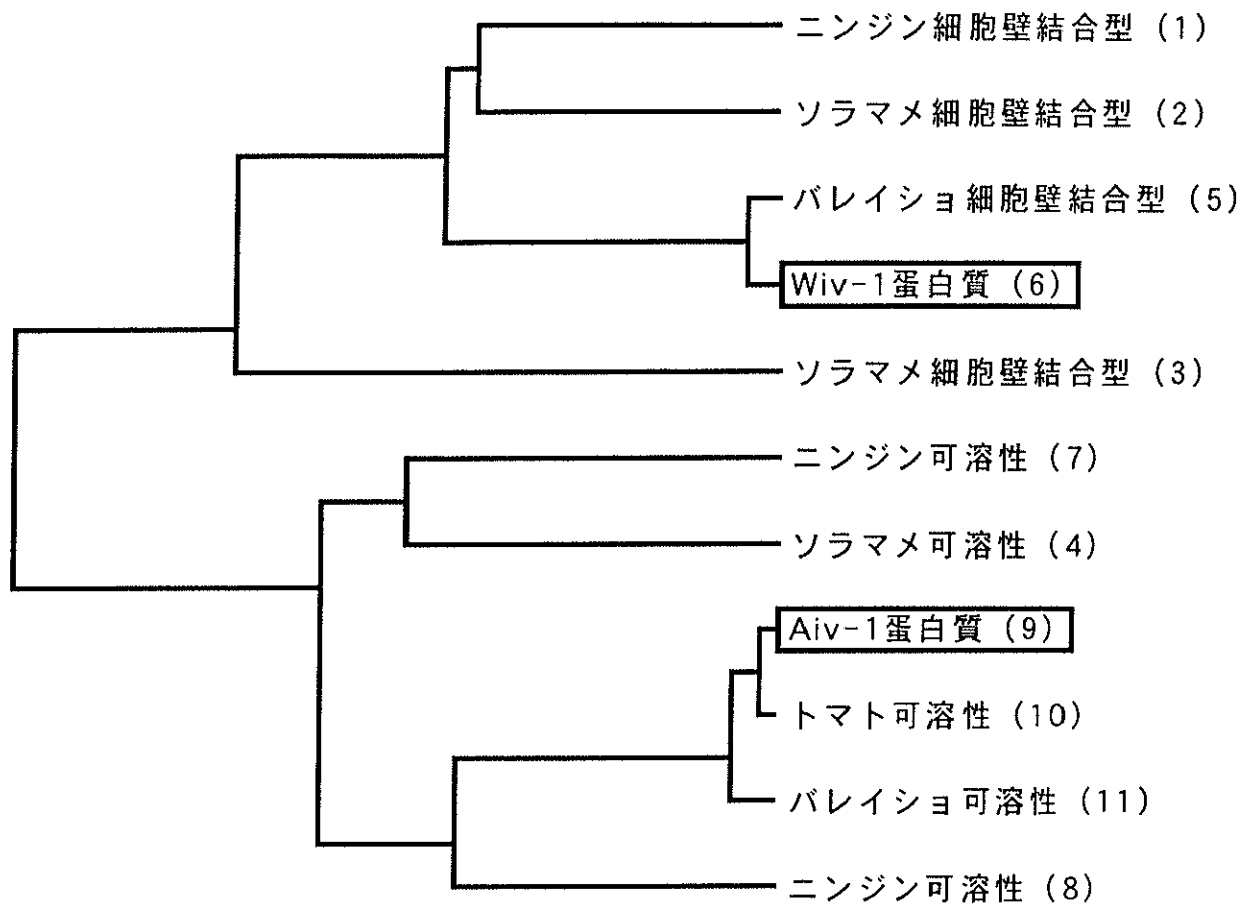 ニンジン細胞壁結合型 (1)
ソラマメ細胞壁結合型 (2)
バレイショ細胞壁結合型 (5)
Wiv-1蛋白質 (6)
ソラマメ細胞壁結合型 (3)
ニンジン可溶性 (7)
ソラマメ可溶性 (4)
Aiv-1蛋白質 (9)
トマト可溶性 (10)
バレイショ可溶性 (11)
ニンジン可溶性 (8)